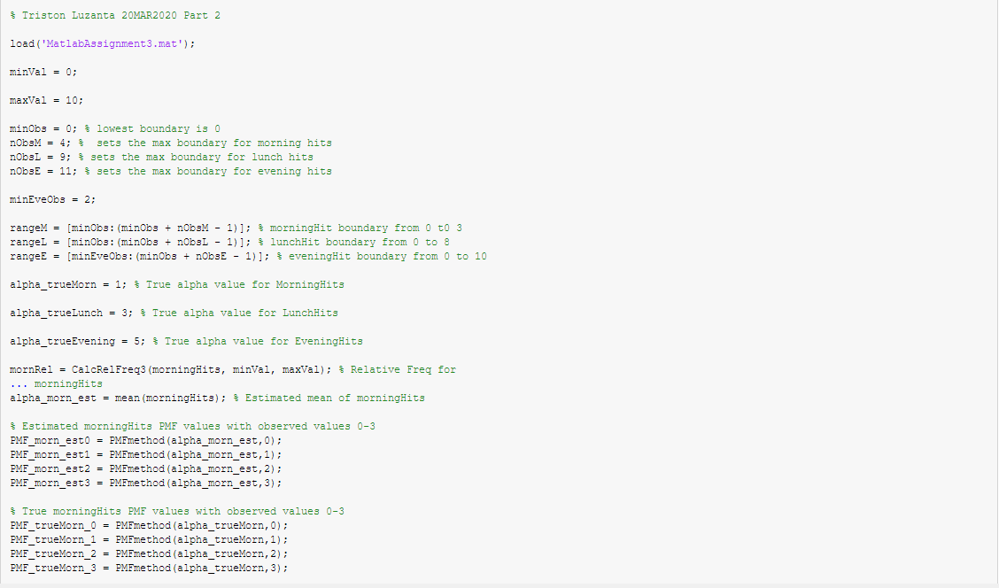 % Triston Luzanta 20MAR2020 Part 2
load('MatlabAssignment3.mat');
minVal = 0;
maxVal = 10;
minObs = 0; % lowest boundary is 0
nObsM = 4; %  sets the max boundary for morning hits
nObsL = 9; % sets the max boundary for lunch hits
nObsE = 11; % sets the max boundary for evening hits
minEveObs = 2;
rangeM = [minObs:(minObs + nObsM - 1)]; % morningHit boundary from 0 t0 3
rangeL = [minObs:(minObs + nObsL - 1)]; % lunchHit boundary from 0 to 8
rangeE = [minEveObs:(minObs + nObsE - 1)]; % eveningHit boundary from 0 to 10
alpha_trueMorn = 1; % True alpha value for MorningHits
alpha_trueLunch = 3; % True alpha value for LunchHits
alpha_trueEvening = 5; % True alpha value for EveningHits
mornRel = CalcRelFreq3(morningHits, minVal, maxVal); % Relative Freq for
... morningHits
alpha_morn_est = mean(morningHits); % Estimated mean of morningHits
% Estimated morningHits PMF values with observed values 0-3
PMF_morn_est0 = PMFmethod(alpha_morn_est,0);
PMF_morn_est1 = PMFmethod(alpha_morn_est,1);
PMF_morn_est2 = PMFmethod(alpha_morn_est,2);
PMF_morn_est3 = PMFmethod(alpha_morn_est,3);
% True morningHits PMF values with observed values 0-3
PMF_trueMorn_0 = PMFmethod(alpha_trueMorn,0);
PMF_trueMorn_1 = PMFmethod(alpha_trueMorn,1);
PMF_trueMorn_2 = PMFmethod(alpha_trueMorn,2);
PMF_trueMorn_3 = PMFmethod(alpha_trueMorn,3);